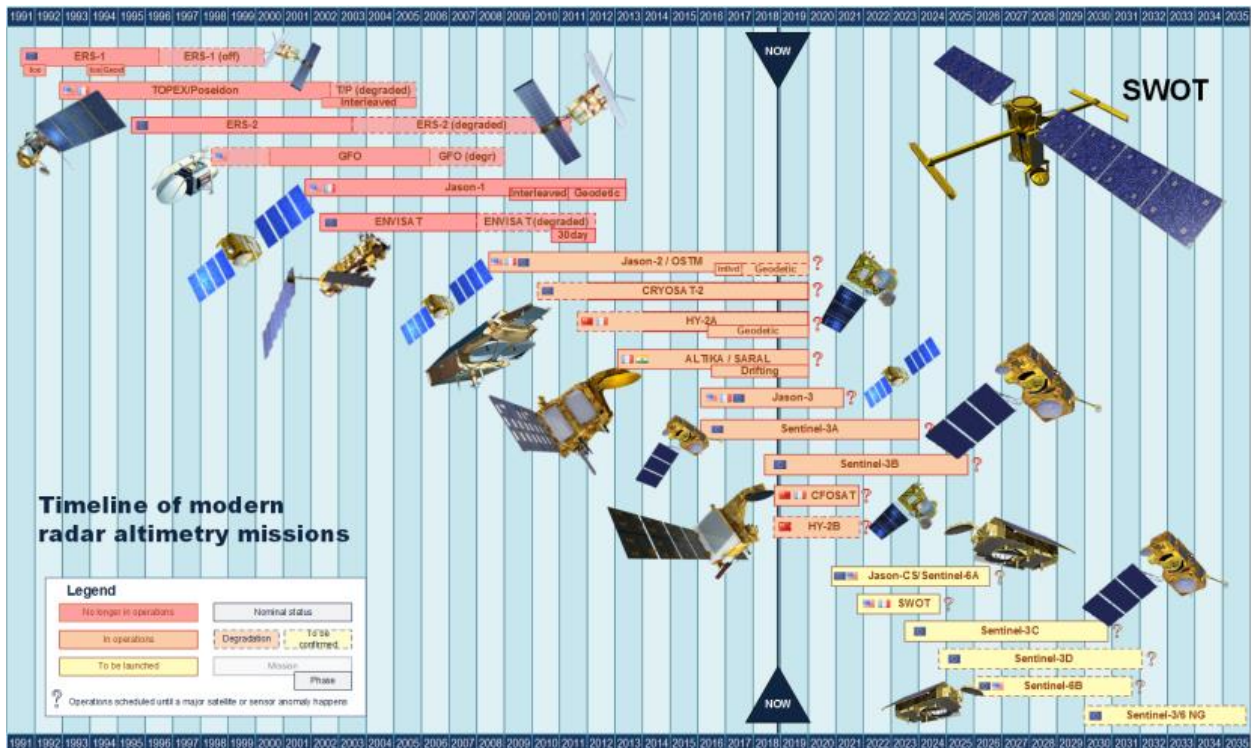 1991 1992 1993 1994 1995 1996 1997 1998 1999 2000 2001 2002 2003 2004 2005 2006 2007 2008 2009 2010 2011 2012 2013 2014 2015 2016 2017 2018 2019 2020 2021 2022 2023 2024 2025 2026 2027 2028 2029 2030 2031 2032 2033 2034 2035
NOW
ERS-1 ERS-1 (off)
Ice Ice/Geod
TOPEX/Poseidon T/P (degraded)
Interleaved
SWOT
ERS-2 ERS-2 (degraded)
GFO GFO (degr)
Jason-1
Interleaved Geodetic
ENVISAT ENVISAT(degraded)
30day
Jason-2 / OSTM ?
Intlvd Geodetic
CRYOSAT-2 ?
HY-2A ?
Geodetic
ALTIKA / SARAL ?
Drifting
Jason-3 ?
Sentinel-3A ?
Sentinel-3B ?
CFOSAT ?
HY-2B ?
Timeline of modern
radar altimetry missions
Jason-CS/Sentinel-6A ?
SWOT ?
Sentinel-3C ?
Sentinel-3D ?
Sentinel-6B ?
Sentinel-3/6 NG
Legend
No longer in operations Nominal status
In operations Degradation To be
confirmed
To be launched Mission
Phase
? Operations scheduled until a major satellite or sensor anomaly happens
NOW
1991 1992 1993 1994 1995 1996 1997 1998 1999 2000 2001 2002 2003 2004 2005 2006 2007 2008 2009 2010 2011 2012 2013 2014 2015 2016 2017 2018 2019 2020 2021 2022 2023 2024 2025 2026 2027 2028 2029 2030 2031 2032 2033 2034